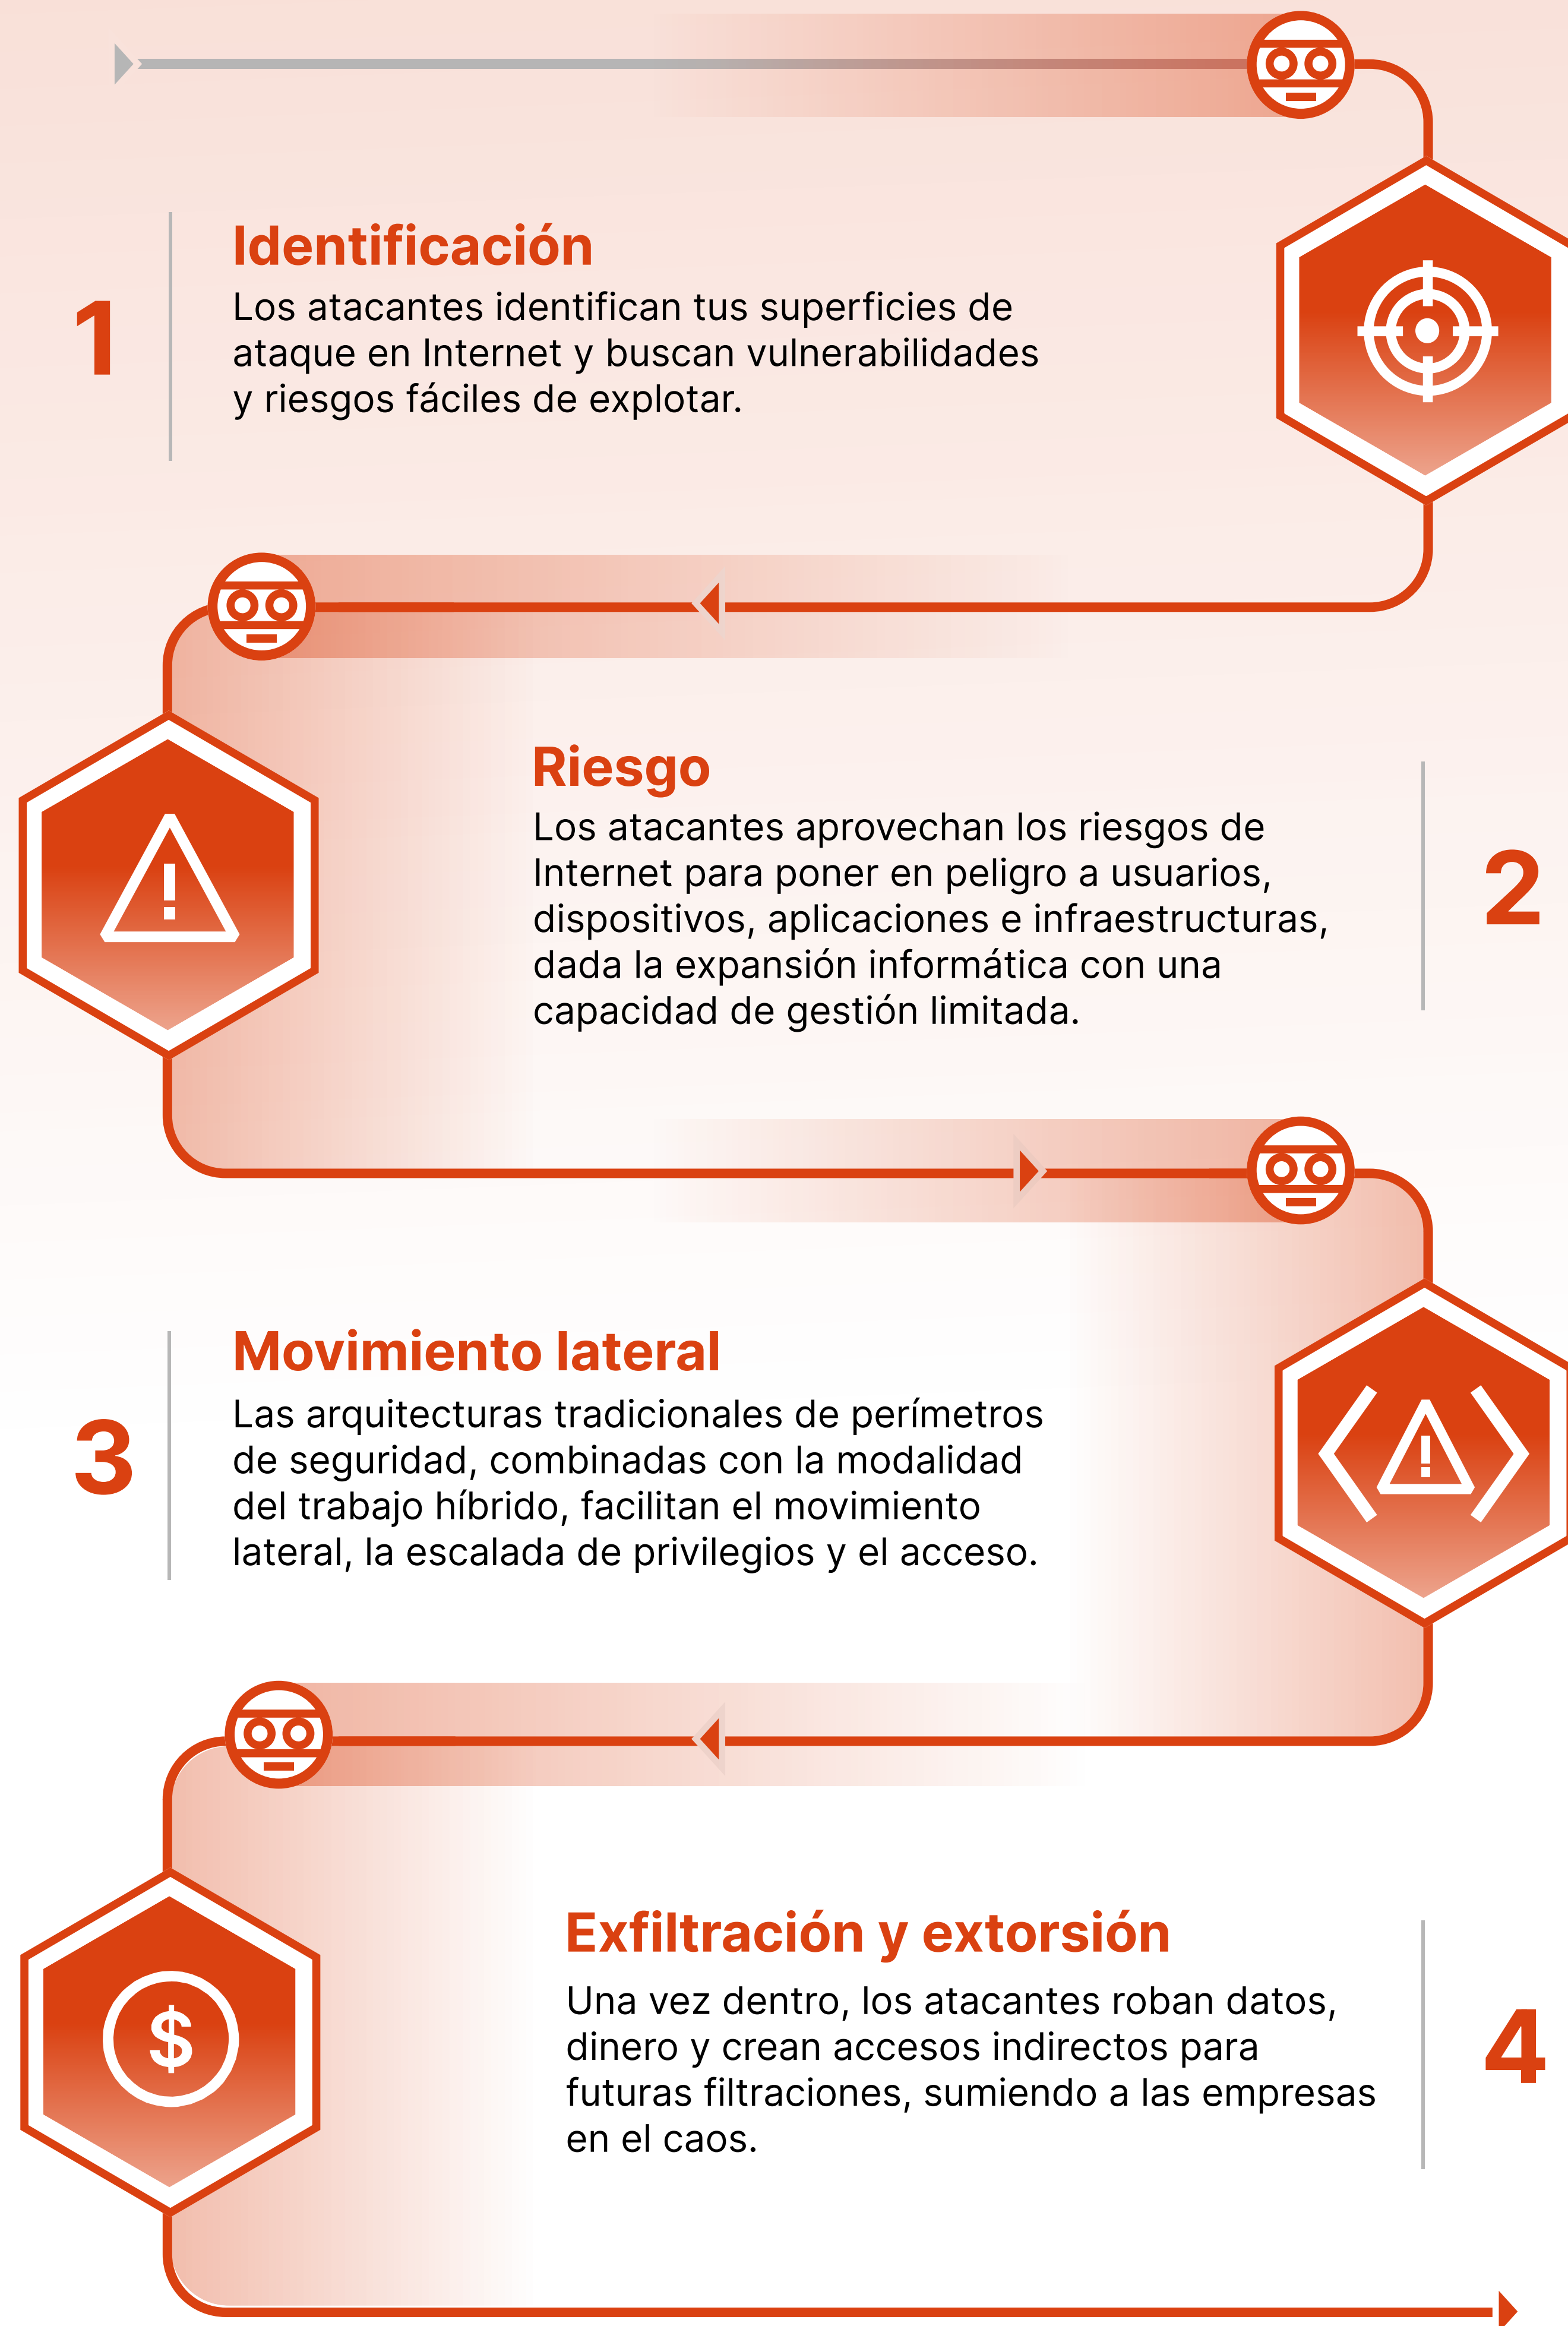 1
Identificación
Los atacantes identifican tus superficies de
ataque en Internet y buscan vulnerabilidades
y riesgos fáciles de explotar.
Riesgo
Los atacantes aprovechan los riesgos de
Internet para poner en peligro a usuarios,
dispositivos, aplicaciones e infraestructuras,
dada la expansión informática con una
capacidad de gestión limitada.
2
3
Movimiento lateral
Las arquitecturas tradicionales de perímetros
de seguridad, combinadas con la modalidad
del trabajo híbrido, facilitan el movimiento
lateral, la escalada de privilegios y el acceso.
$
Exfiltración y extorsión
Una vez dentro, los atacantes roban datos,
dinero y crean accesos indirectos para
futuras filtraciones, sumiendo a las empresas
en el caos.
4